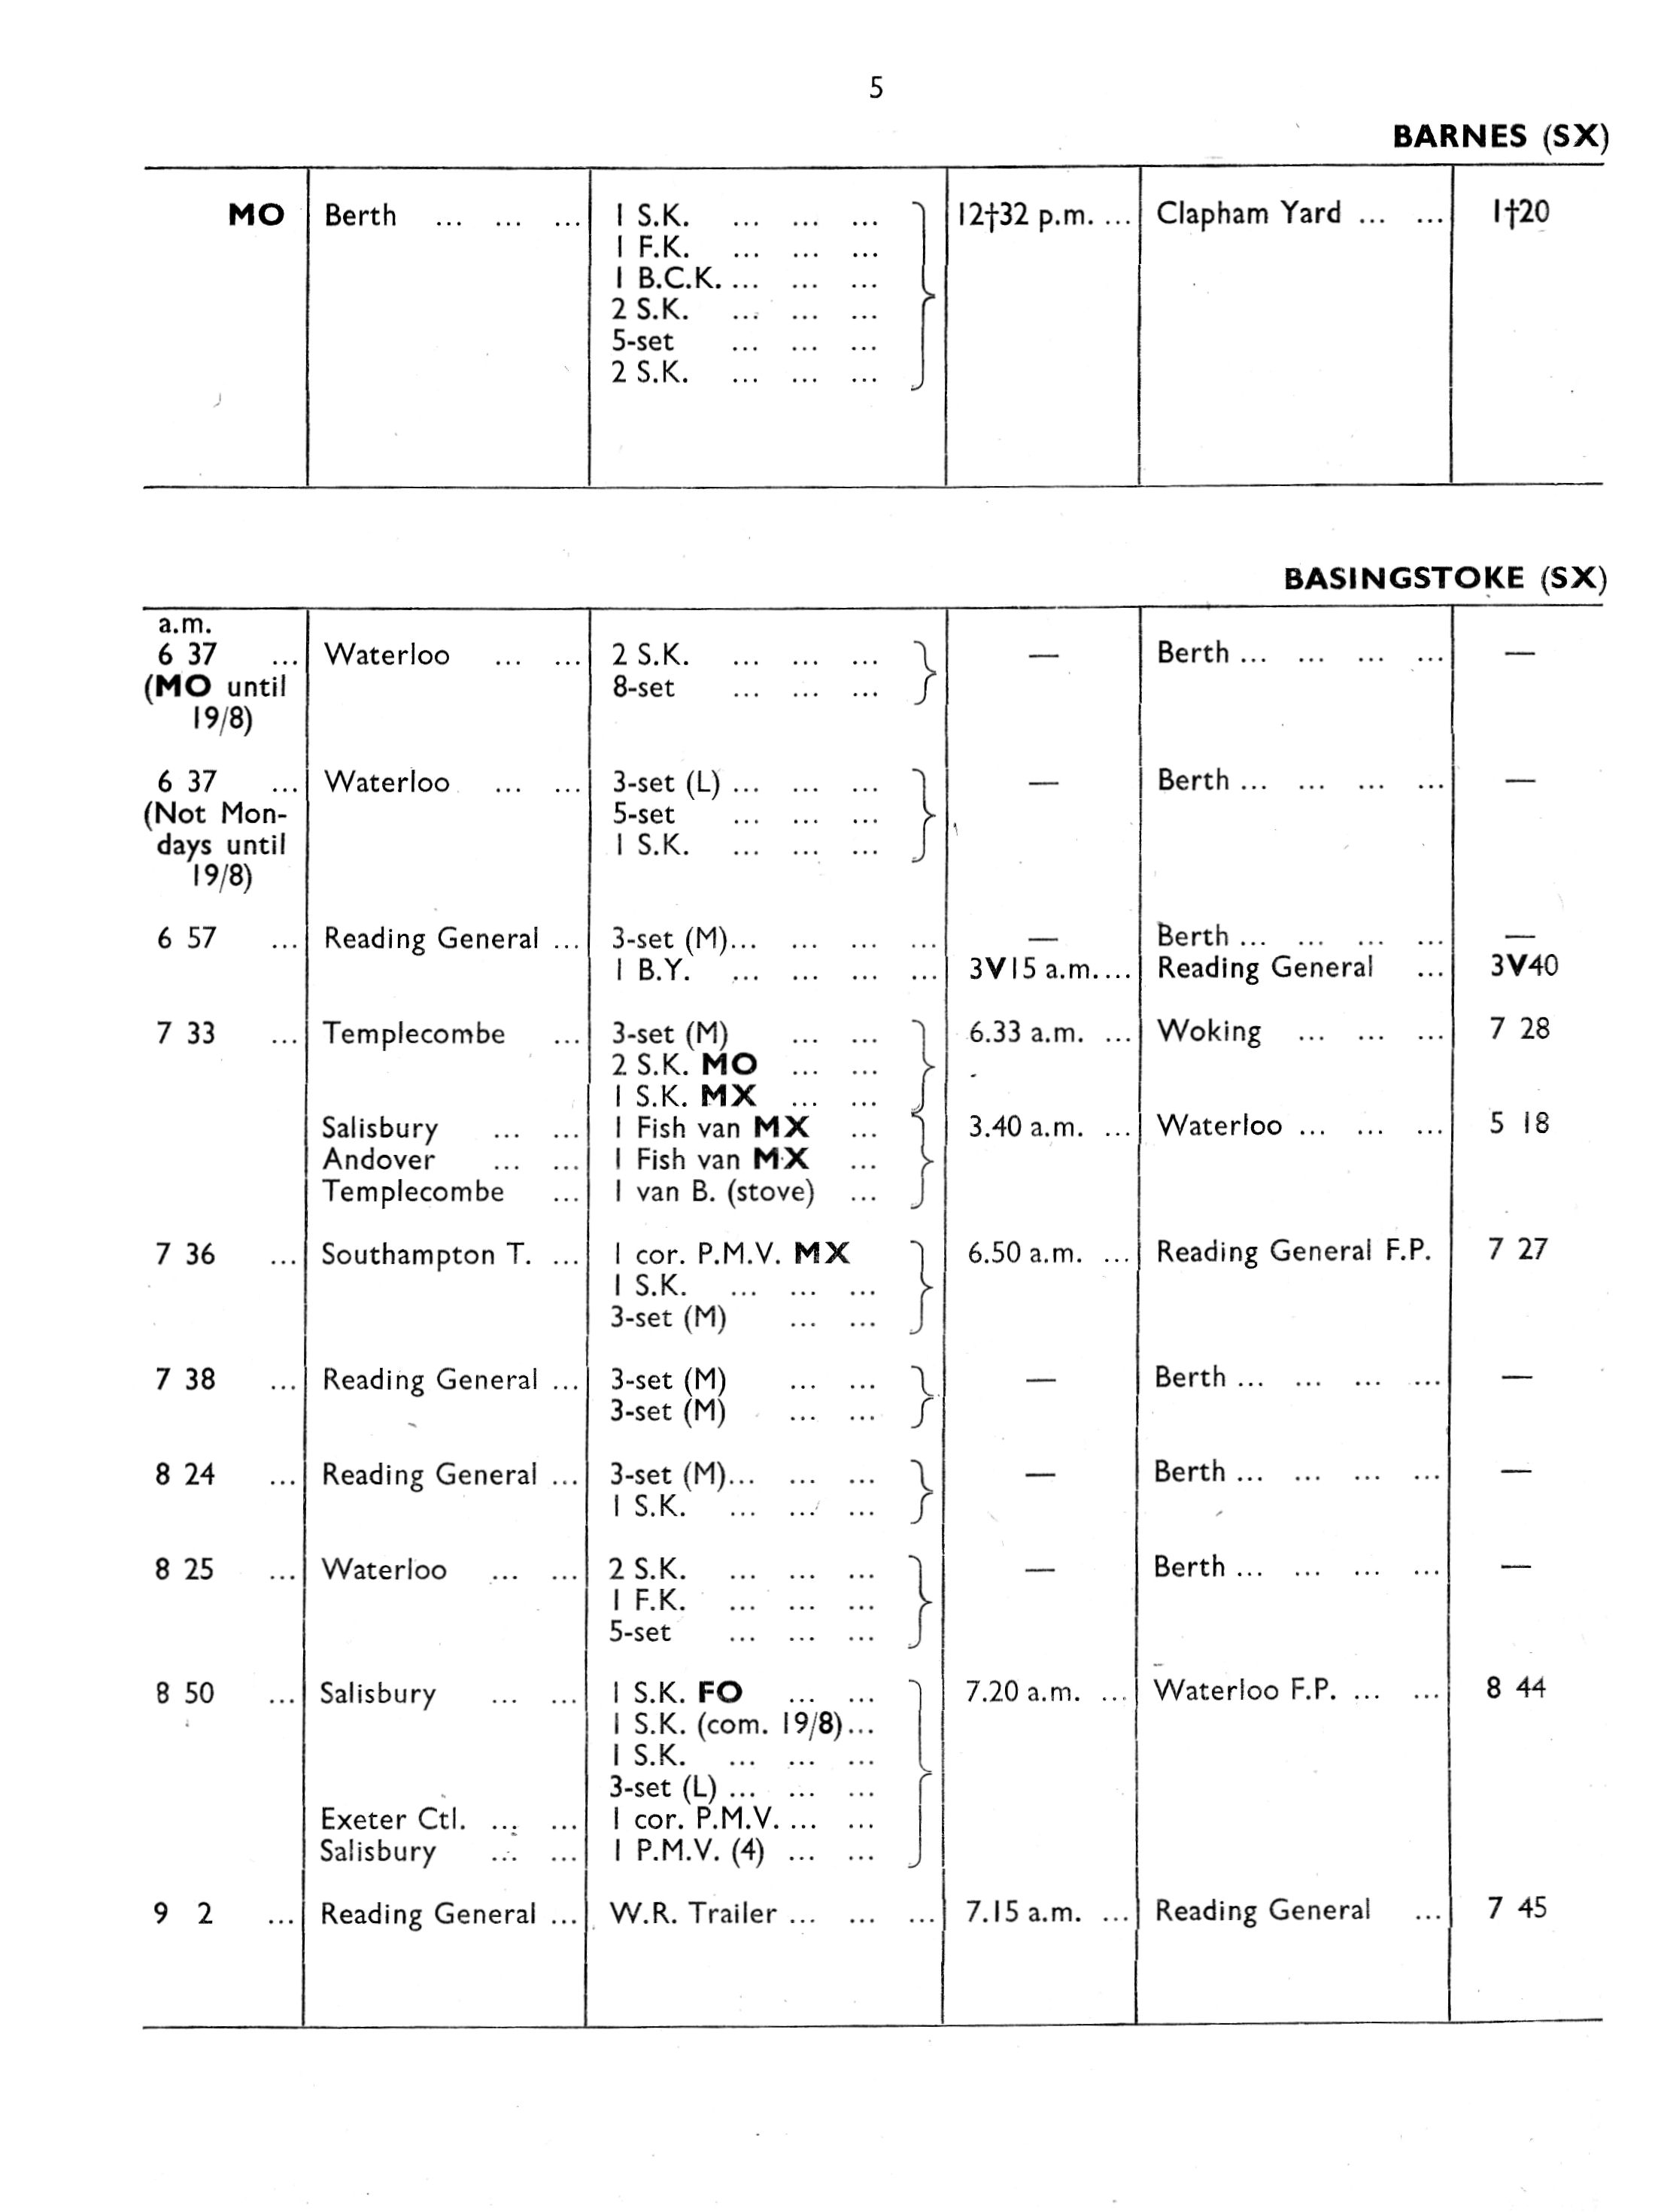 5
BARNES (SX)
MO Berth ... ... ... 1 S.K. ... ... ... 12†32 p.m. ... Clapham Yard ... ... 1†20
1 F.K. ... ... ...
1 B.C.K. ... ... ...
2 S.K. ... ... ...
5-set ... ... ...
2 S.K. ... ... ...
BASINGSTOKE (SX)
a.m.
6 37 ... Waterloo ... ... 2 S.K. ... ... ... — Berth ... ... ... ... —
(MO until 8-set ... ... ...
19/8)
6 37 ... Waterloo ... ... 3-set (L) ... ... ... — Berth ... ... ... ... —
(Not Mon- 5-set ... ... ...
days until 1 S.K. ... ... ...
19/8)
6 57 ... Reading General ... 3-set (M)... ... ... ... — Berth ... ... ... ... —
1 B.Y. ... ... ... ... 3V15 a.m.... Reading General ... 3V40
7 33 ... Templecombe ... 3-set (M) ... ... 6.33 a.m. ... Woking ... ... ... 7 28
2 S.K. MO ... ...
1 S.K. MX ... ...
Salisbury ... ... 1 Fish van MX ... 3.40 a.m. ... Waterloo ... ... ... 5 18
Andover ... ... 1 Fish van MX ...
Templecombe ... 1 van B. (stove) ...
7 36 ... Southampton T. ... 1 cor. P.M.V. MX 6.50 a.m. ... Reading General F.P. 7 27
1 S.K. ... ... ...
3-set (M) ... ...
7 38 ... Reading General ... 3-set (M) ... ... — Berth ... ... ... ... —
3-set (M) ... ...
8 24 ... Reading General ... 3-set (M)... ... ... — Berth ... ... ... ... —
1 S.K. ... ... ...
8 25 ... Waterloo ... ... 2 S.K. ... ... ... — Berth ... ... ... ... —
1 F.K. ... ... ...
5-set ... ... ...
8 50 ... Salisbury ... ... 1 S.K. FO ... ... 7.20 a.m. ... Waterloo F.P. ... ... 8 44
1 S.K. (com. 19/8)...
1 S.K. ... ... ...
3-set (L) ... ... ...
Exeter Ctl. ... ... 1 cor. P.M.V. ... ...
Salisbury ... ... 1 P.M.V. (4) ... ...
9 2 ... Reading General ... W.R. Trailer ... ... ... 7.15 a.m. ... Reading General ... 7 45